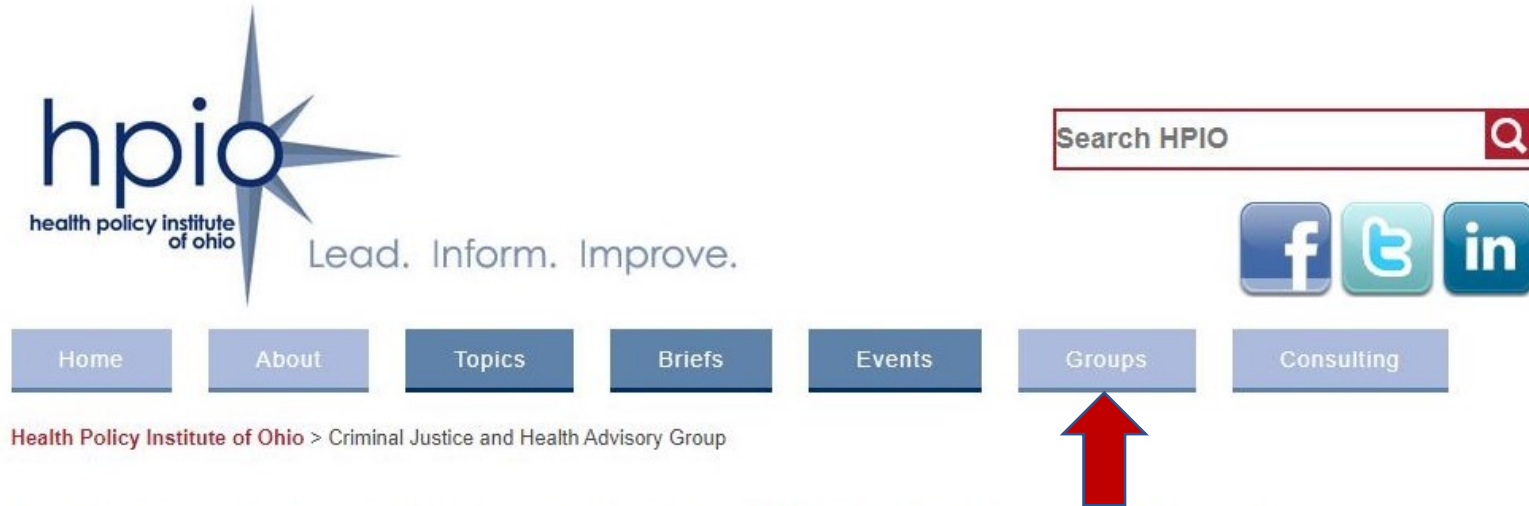 hpio
health policy institute
of ohio
Lead. Inform. Improve.
Search HPIO
f t in
Home About Topics Briefs Events Groups Consulting
Health Policy Institute of Ohio > Criminal Justice and Health Advisory Group